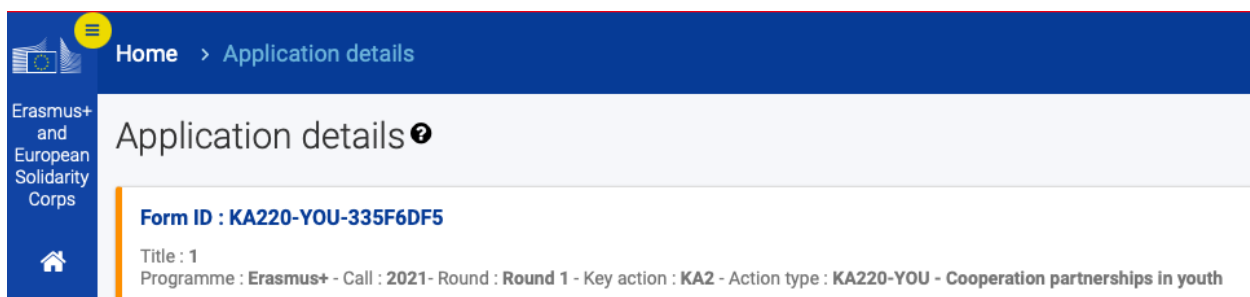 Home > Application details
Erasmus+
and
European
Solidarity
Corps
Application details
Form ID : KA220-YOU-335F6DF5
Title : 1
Programme : Erasmus+ - Call : 2021- Round : Round 1 - Key action : KA2 - Action type : KA220-YOU - Cooperation partnerships in youth